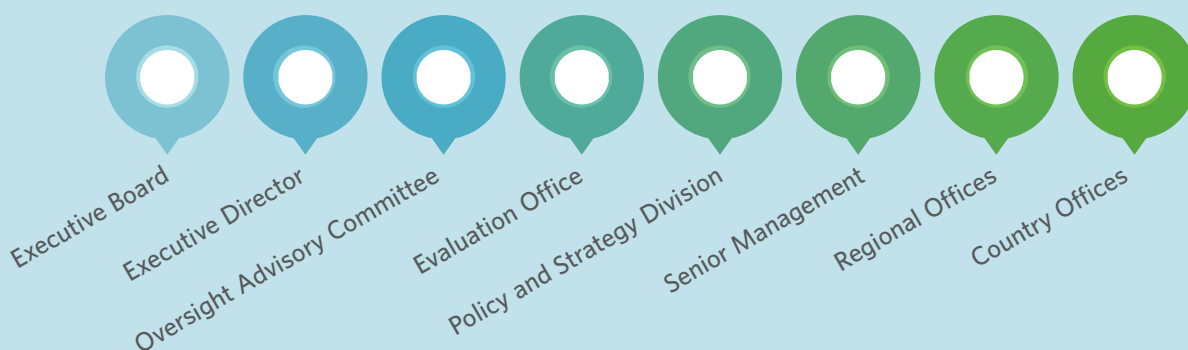 Executive Board
Executive Director
Oversight Advisory Committee
Evaluation Office
Policy and Strategy Division
Senior Management
Regional Offices
Country Offices